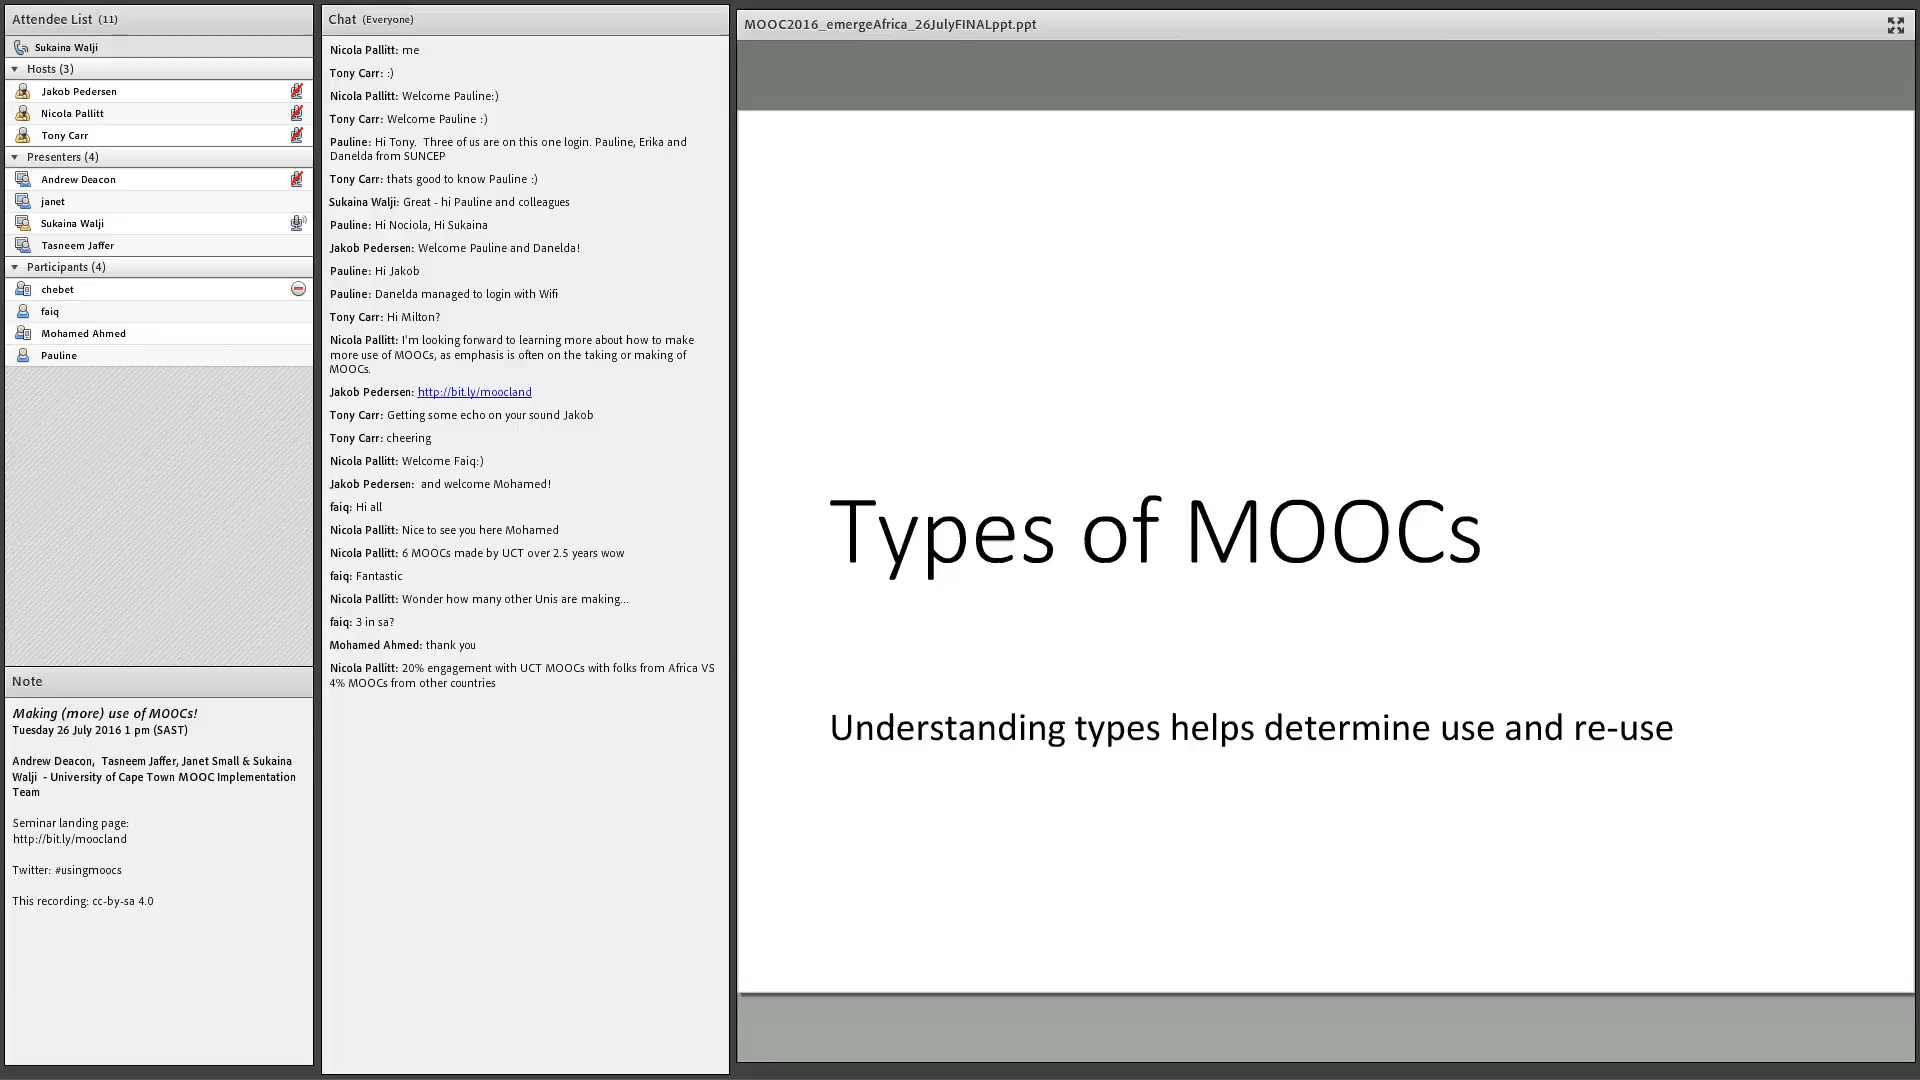 Attendee List (11)
Sukaina Walji
Hosts (3)
Jakob Pedersen
Nicola Pallitt
Tony Carr
Presenters (4)
Andrew Deacon
janet
Sukaina Walji
Tasneem Jaffer
Participants (4)
chebet
faiq
Mohamed Ahmed
Pauline
Note
Making (more) use of MOOCs!
Tuesday 26 July 2016 1 pm (SAST)
Andrew Deacon,  Tasneem Jaffer, Janet Small & Sukaina
Walji  - University of Cape Town MOOC Implementation
Team
Seminar landing page:
http://bit.ly/moocland
Twitter: #usingmoocs
This recording: cc-by-sa 4.0
Chat (Everyone)
Nicola Pallitt: me
Tony Carr: :)
Nicola Pallitt: Welcome Pauline:)
Tony Carr: Welcome Pauline :)
Pauline: Hi Tony.  Three of us are on this one login. Pauline, Erika and
Danelda from SUNCEP
Tony Carr: thats good to know Pauline :)
Sukaina Walji: Great - hi Pauline and colleagues
Pauline: Hi Nociola, Hi Sukaina
Jakob Pedersen: Welcome Pauline and Danelda!
Pauline: Hi Jakob
Pauline: Danelda managed to login with Wifi
Tony Carr: Hi Milton?
Nicola Pallitt: I'm looking forward to learning more about how to make
more use of MOOCs, as emphasis is often on the taking or making of
MOOCs.
Jakob Pedersen: http://bit.ly/moocland
Tony Carr: Getting some echo on your sound Jakob
Tony Carr: cheering
Nicola Pallitt: Welcome Faiq:)
Jakob Pedersen:  and welcome Mohamed!
faiq: Hi all
Nicola Pallitt: Nice to see you here Mohamed
Nicola Pallitt: 6 MOOCs made by UCT over 2.5 years wow
faiq: Fantastic
Nicola Pallitt: Wonder how many other Unis are making...
faiq: 3 in sa?
Mohamed Ahmed: thank you
Nicola Pallitt: 20% engagement with UCT MOOCs with folks from Africa VS
4% MOOCs from other countries
MOOC2016_emergeAfrica_26JulyFINALppt.ppt
Types of MOOCs
Understanding types helps determine use and re-use